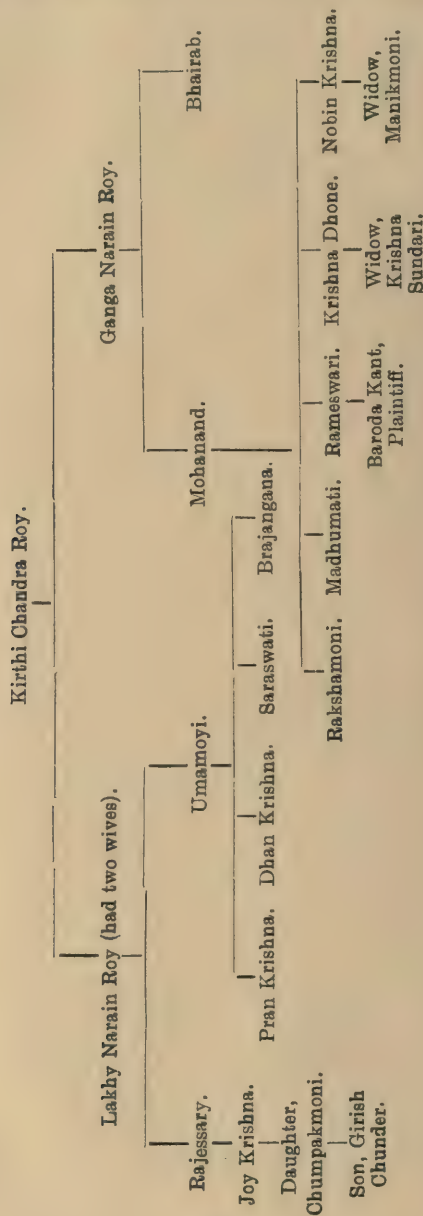 Kirthi Chandra Roy.
Lakhy Narain Roy (had two wives).
Ganga Narain Roy.
Rajessary.
Umamoyi.
Mohanand.
Bhairab.
Joy Krishna.
Pran Krishna.
Dhan Krishna.
Saraswati.
Brajangana.
Daughter,
Chumpakmoni.
Son, Girish
Chunder.
Rakshamoni.
Madhumati.
Rameswari.
Krishna Dhone.
Nobin Krishna.
Baroda Kant,
Plaintiff.
Widow,
Krishna
Sundari.
Widow,
Manikmoni.